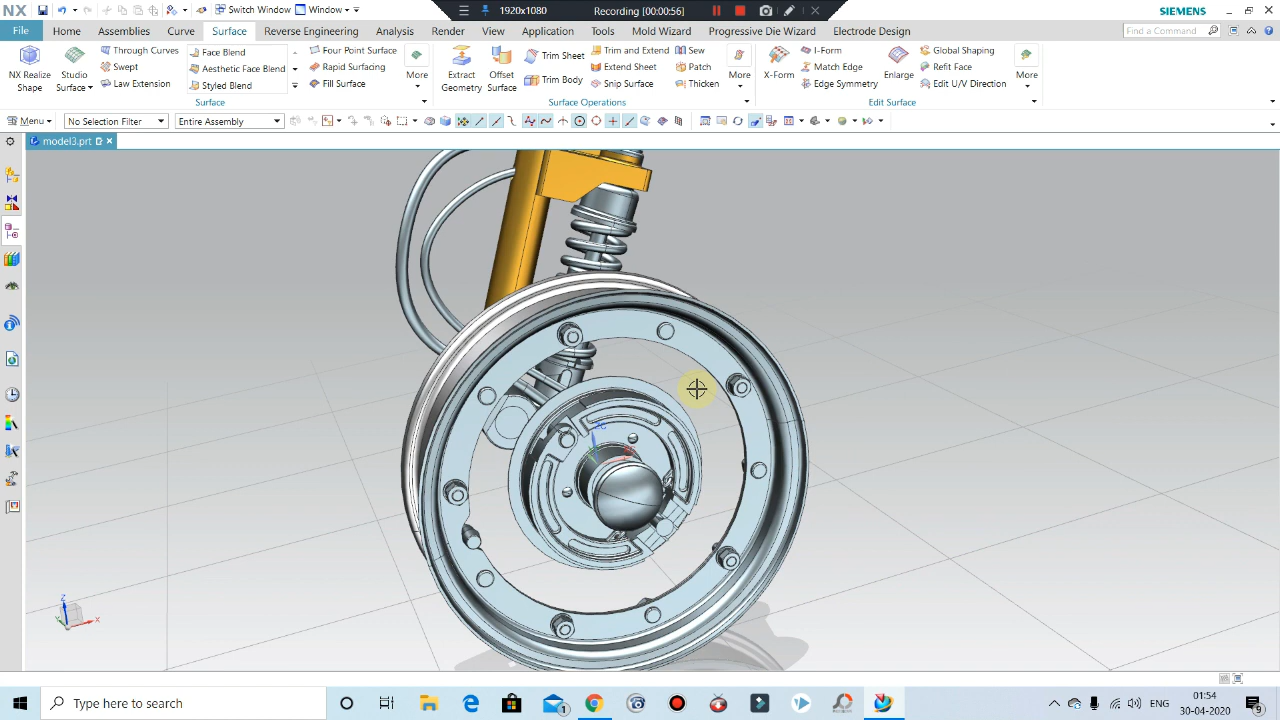 NX
Switch Window
Window
1920x1080
Recording [00:00:56]
SIEMENS
File
Home
Assemblies
Curve
Surface
Reverse Engineering
Analysis
Render
View
Application
Tools
Mold Wizard
Progressive Die Wizard
Electrode Design
Find a Command
NX Realize
Shape
Studio
Surface
Through Curves
Swept
Law Extension
Face Blend
Aesthetic Face Blend
Styled Blend
Four Point Surface
Rapid Surfacing
Fill Surface
More
Surface
Extract
Geometry
Offset
Surface
Trim Sheet
Trim Body
Trim and Extend
Extend Sheet
Snip Surface
Sew
Patch
Thicken
More
Surface Operations
X-Form
I-Form
Match Edge
Edge Symmetry
Enlarge
Global Shaping
Refit Face
Edit U/V Direction
More
Edit Surface
Menu
No Selection Filter
Entire Assembly
model3.prt
Z
X
Type here to search
1
ENG
01:54
30-04-2020